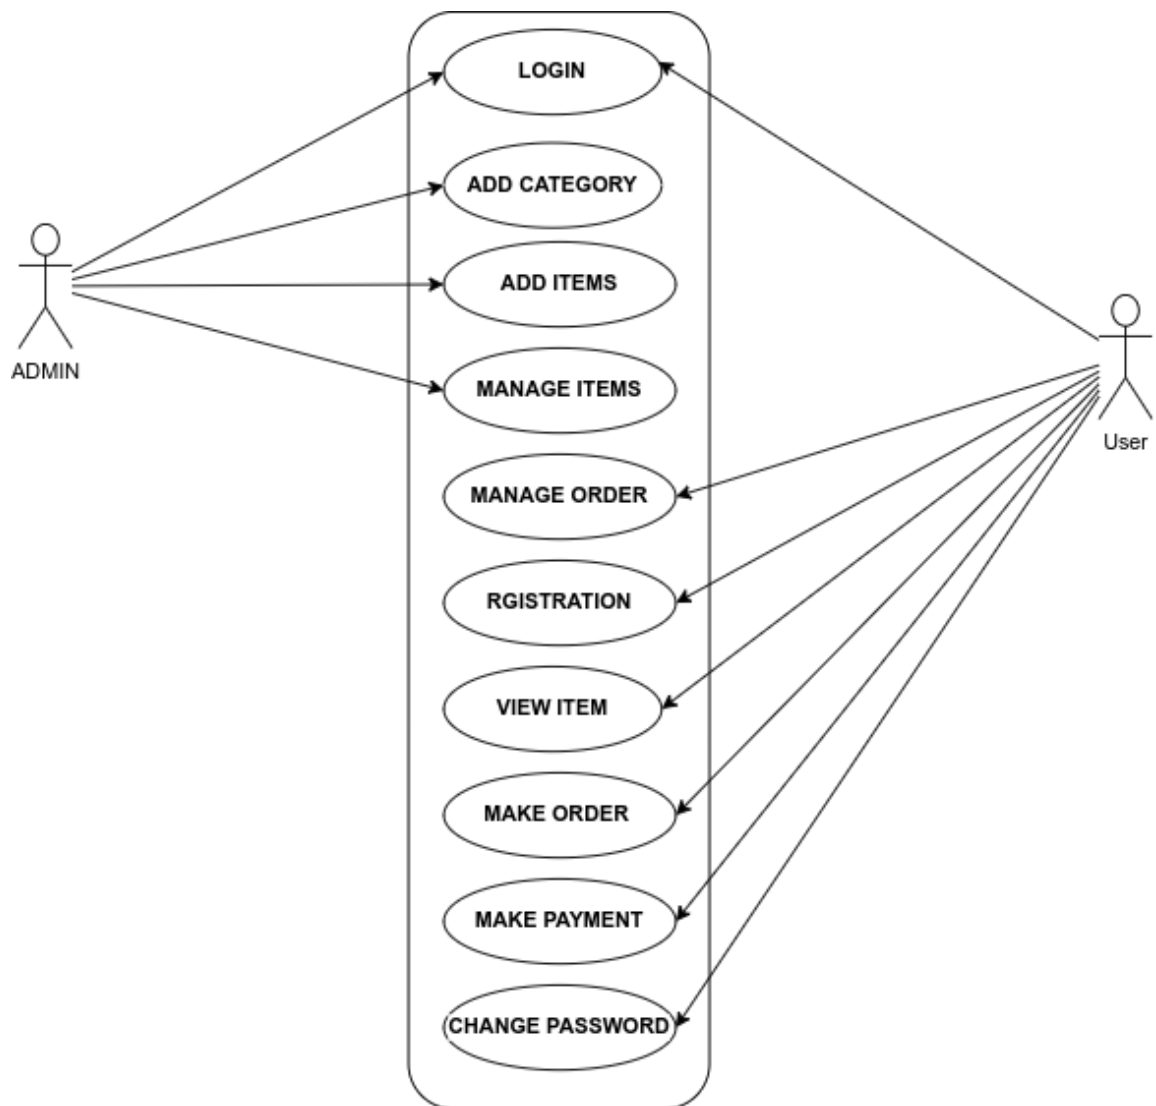 LOGIN
ADD CATEGORY
ADD ITEMS
ADMIN
MANAGE ITEMS
User
MANAGE ORDER
RGISTRATION
VIEW ITEM
MAKE ORDER
MAKE PAYMENT
CHANGE PASSWORD